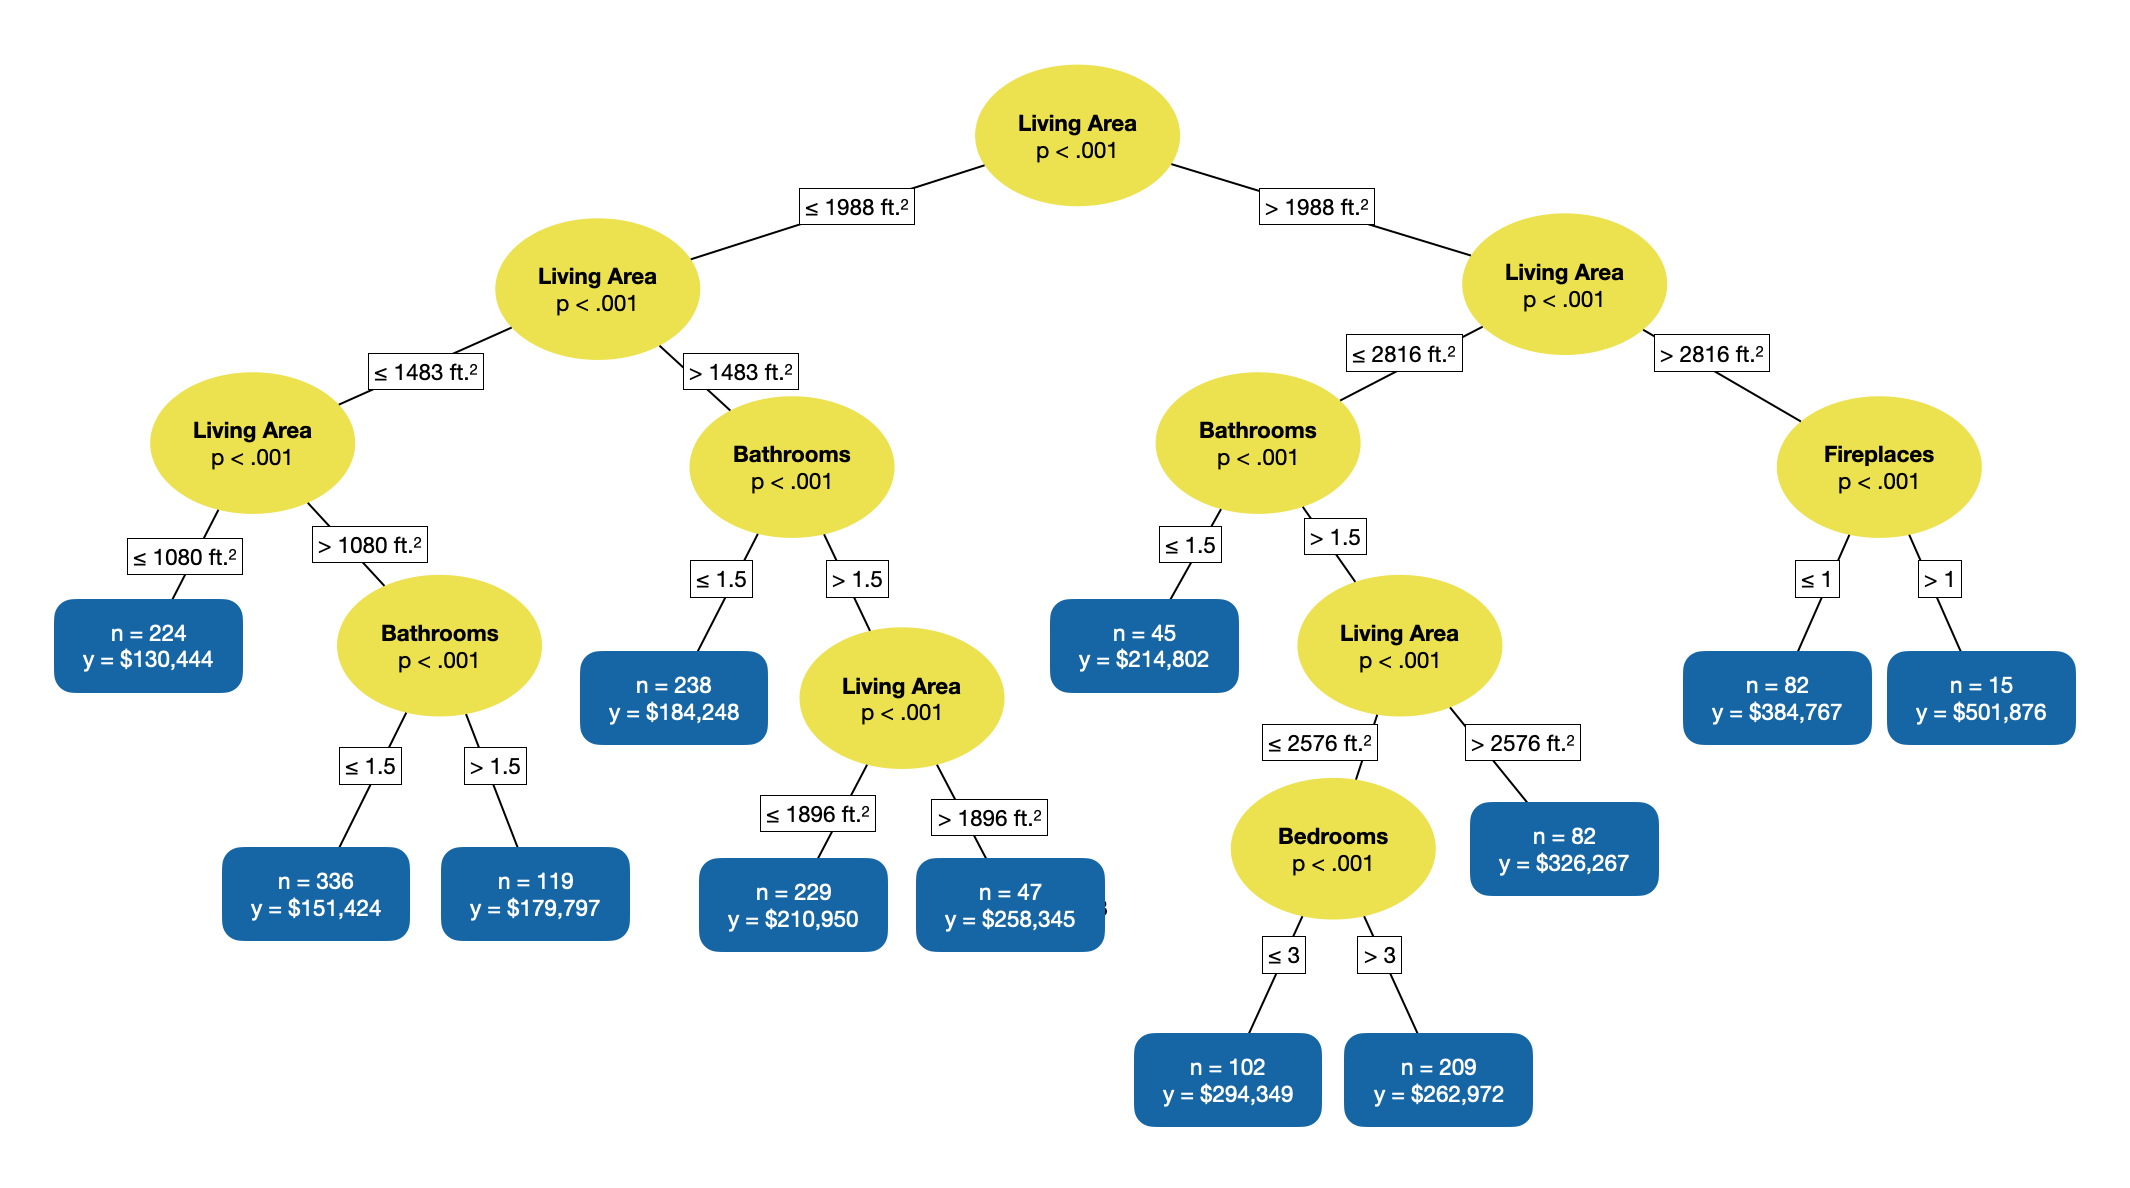 Living Area
p < .001
≤ 1988 ft.²
> 1988 ft.²
Living Area
p < .001
Living Area
p < .001
≤ 1483 ft.²
> 1483 ft.²
≤ 2816 ft.²
> 2816 ft.²
Living Area
p < .001
Bathrooms
p < .001
Bathrooms
p < .001
Fireplaces
p < .001
≤ 1080 ft.²
> 1080 ft.²
≤ 1.5
> 1.5
≤ 1.5
> 1.5
≤ 1
> 1
n = 224
y = $130,444
Bathrooms
p < .001
n = 238
y = $184,248
Living Area
p < .001
n = 45
y = $214,802
Living Area
p < .001
n = 82
y = $384,767
n = 15
y = $501,876
≤ 1.5
> 1.5
≤ 1896 ft.²
> 1896 ft.²
≤ 2576 ft.²
> 2576 ft.²
n = 336
y = $151,424
n = 119
y = $179,797
n = 229
y = $210,950
n = 47
y = $258,345
Bedrooms
p < .001
n = 82
y = $326,267
≤ 3
> 3
n = 102
y = $294,349
n = 209
y = $262,972